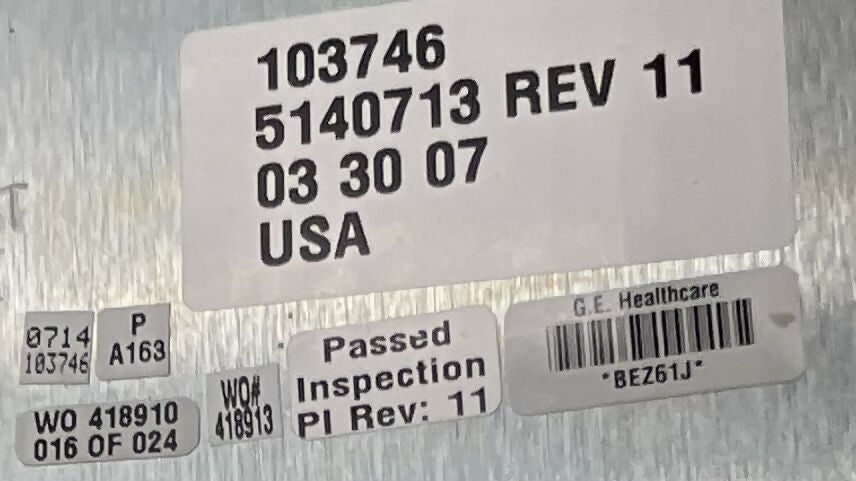 103746
5140713 REV 11
03 30 07
USA
T
0714
103746
P
A163
WO 418910
016 OF 024
WO#
418913
Passed
Inspection
PI Rev: 11
G.E. Healthcare
*BEZ61J*